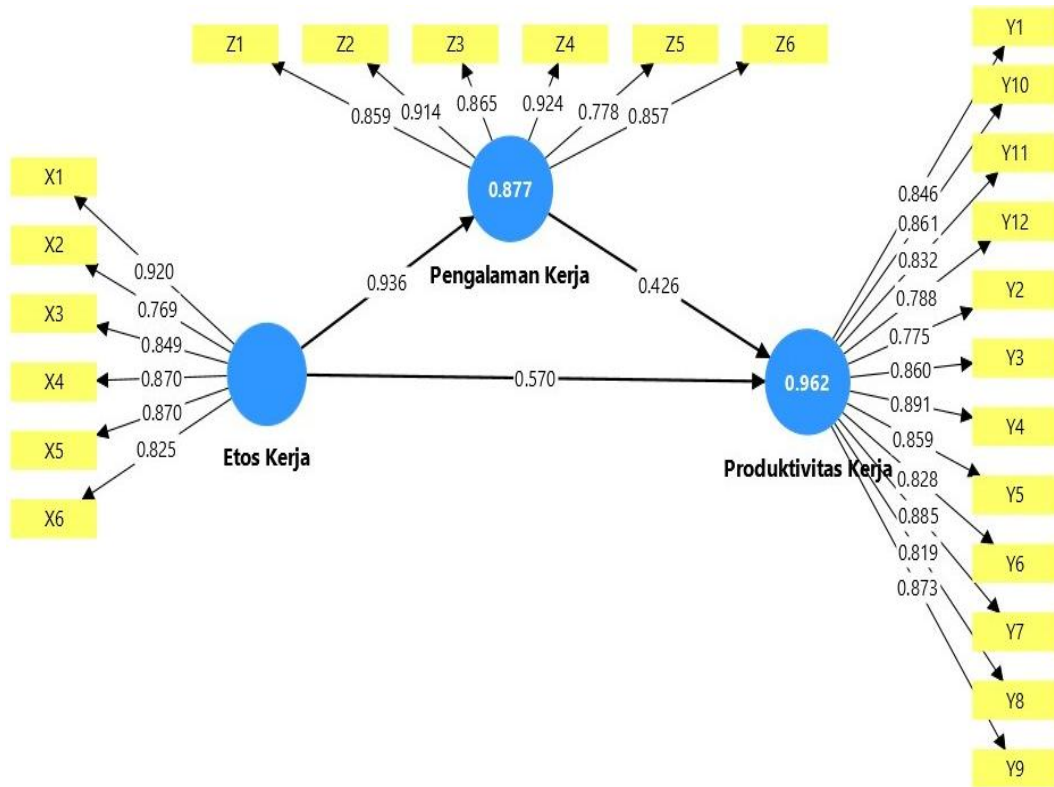 Z1
Z2
Z3
Z4
Z5
Z6
0.859
0.914
0.865
0.924
0.778
0.857
0.877
Pengalaman Kerja
X1
X2
X3
X4
X5
X6
0.920
0.769
0.849
0.870
0.870
0.825
Etos Kerja
0.936
0.426
0.570
0.962
Produktivitas Kerja
0.846
0.861
0.832
0.788
0.775
0.860
0.891
0.859
0.828
0.885
0.819
0.873
Y1
Y10
Y11
Y12
Y2
Y3
Y4
Y5
Y6
Y7
Y8
Y9